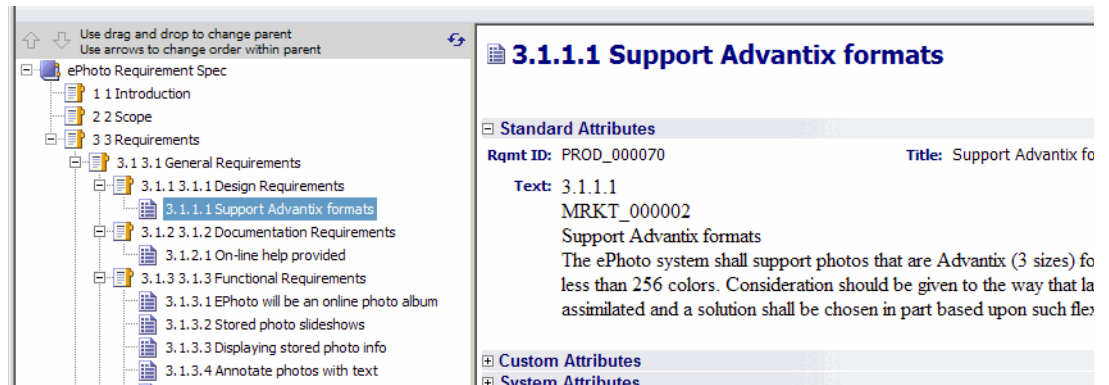 Use drag and drop to change parent
Use arrows to change order within parent
ePhoto Requirement Spec
1 1 Introduction
2 2 Scope
3 3 Requirements
3.1 3.1 General Requirements
3.1.1 3.1.1 Design Requirements
3.1.1.1 Support Advantix formats
3.1.2 3.1.2 Documentation Requirements
3.1.2.1 On-line help provided
3.1.3 3.1.3 Functional Requirements
3.1.3.1 EPhoto will be an online photo album
3.1.3.2 Stored photo slideshows
3.1.3.3 Displaying stored photo info
3.1.3.4 Annotate photos with text
3.1.1.1 Support Advantix formats
Standard Attributes
Rqmt ID: PROD_000070 Title: Support Advantix fo
Text: 3.1.1.1
MRKT_000002
Support Advantix formats
The ePhoto system shall support photos that are Advantix (3 sizes) fo
less than 256 colors. Consideration should be given to the way that la
assimilated and a solution shall be chosen in part based upon such flex
Custom Attributes
System Attributes